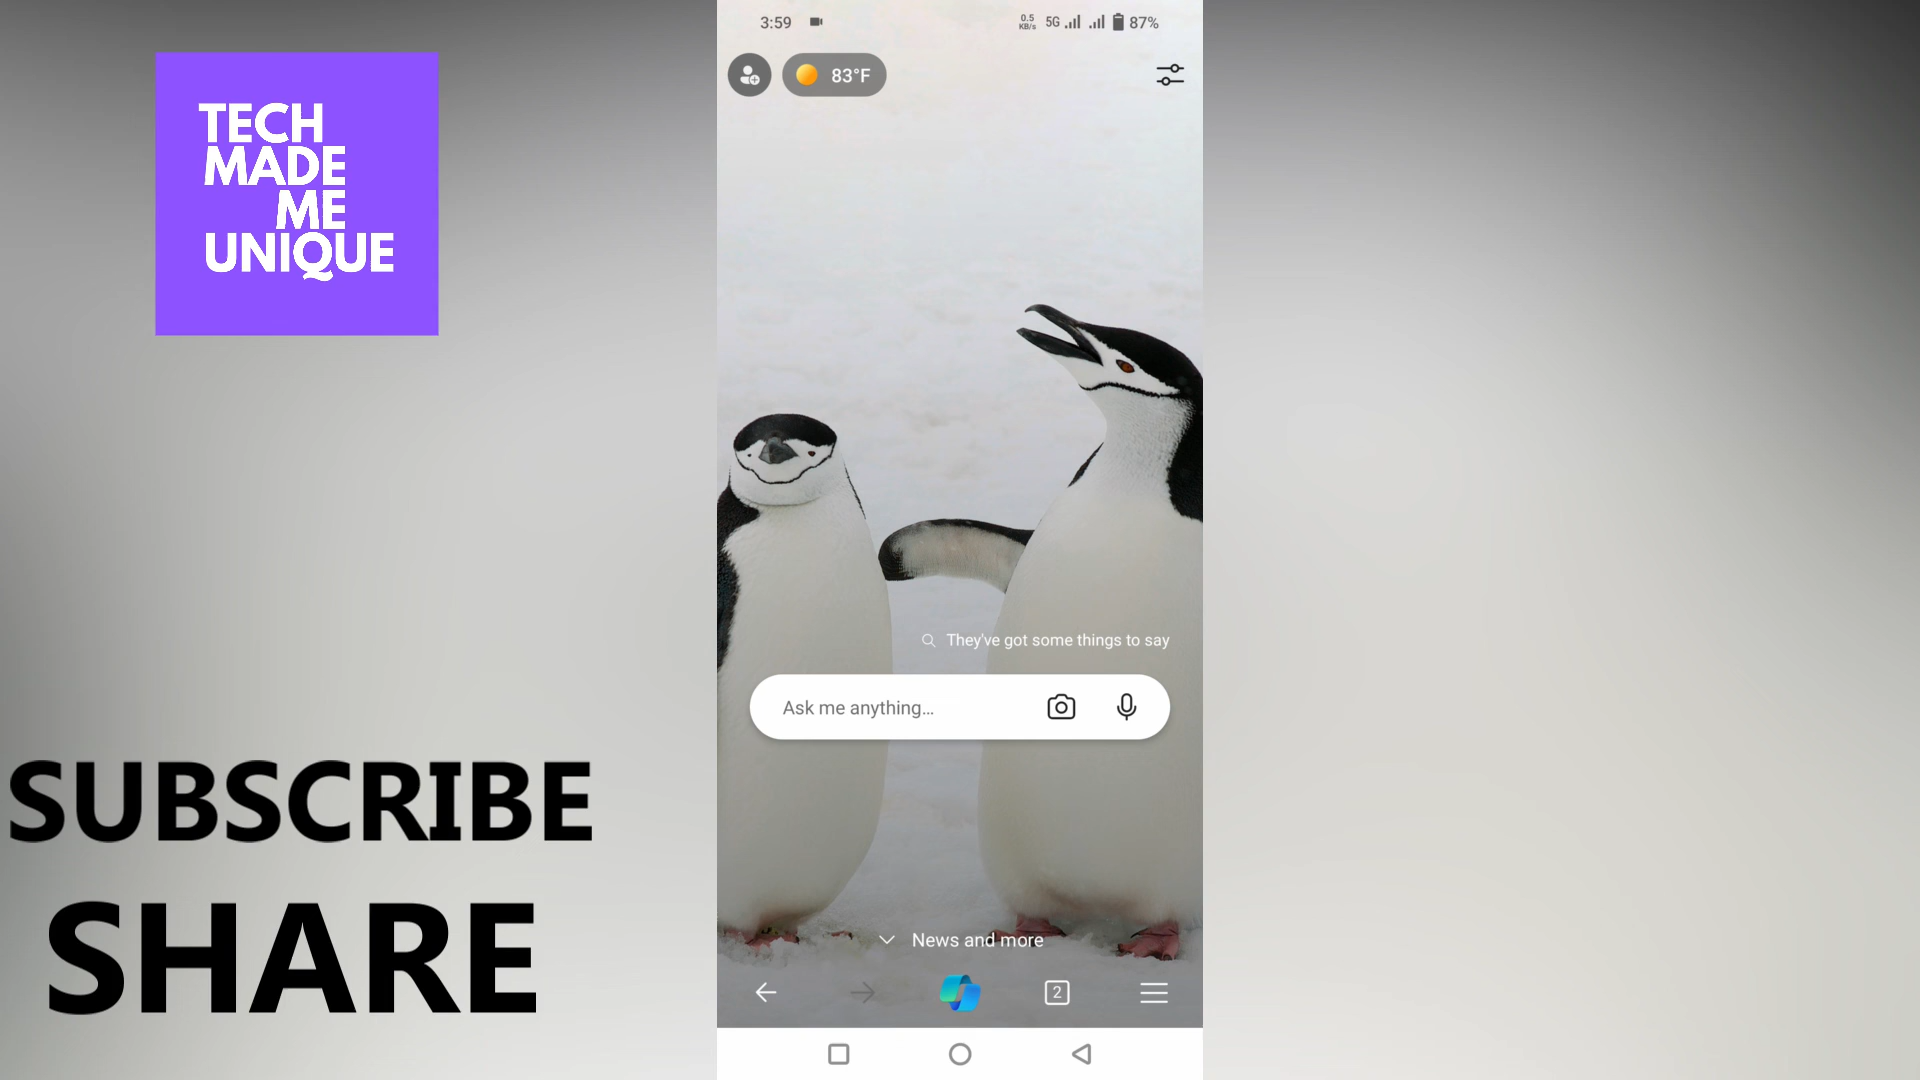 TECH
MADE
ME
UNIQUE
SUBSCRIBE
SHARE
3:59
0.5
KB/s
5G
87%
83°F
They've got some things to say
Ask me anything...
News and more
2